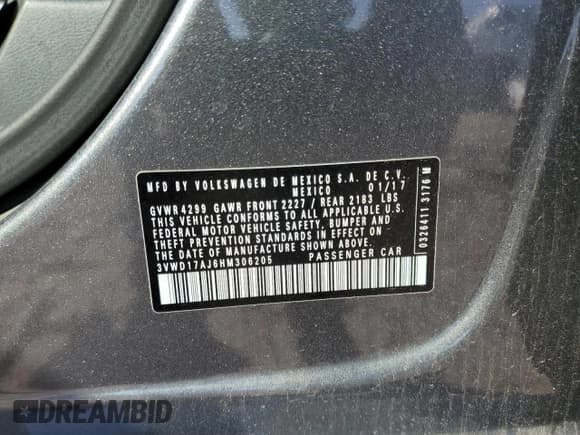 MFD BY VOLKSWAGEN DE MEXICO S.A. DE C.V.
MEXICO 01/17
GVWR 4299 GAWR FRONT 2227 / REAR 2183 LBS
THIS VEHICLE CONFORMS TO ALL APPLICABLE U.S.
FEDERAL MOTOR VEHICLE SAFETY, BUMPER AND
THEFT PREVENTION STANDARDS IN EFFECT ON
THE DATE OF MANUFACTURE SHOWN ABOVE.
3VWD17AJ6HM306205 PASSENGER CAR
0326411 3176 M
DREAMBID